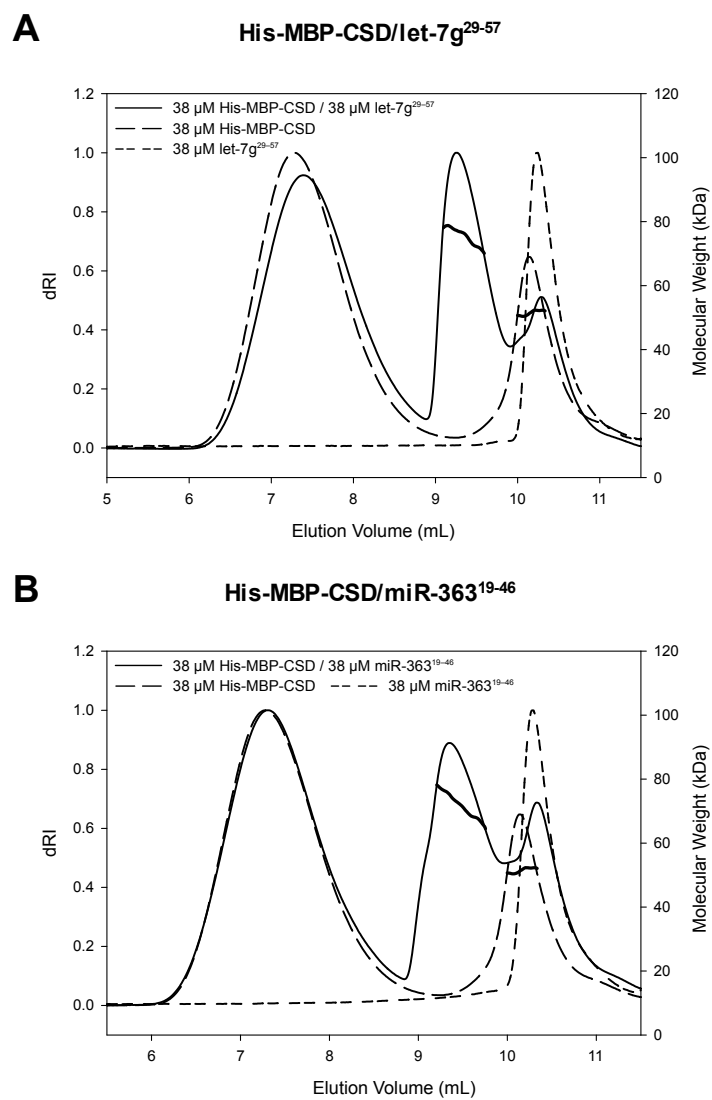 A
His-MBP-CSD/let-7g²⁹⁻⁵⁷
38 µM His-MBP-CSD / 38 µM let-7g²⁹⁻⁵⁷
38 µM His-MBP-CSD
38 µM let-7g²⁹⁻⁵⁷
1.2
1.0
0.8
0.6
0.4
0.2
0.0
dRI
120
100
80
60
40
20
0
Molecular Weight (kDa)
5 6 7 8 9 10 11
Elution Volume (mL)
B
His-MBP-CSD/miR-363¹⁹⁻⁴⁶
38 µM His-MBP-CSD / 38 µM miR-363¹⁹⁻⁴⁶
38 µM His-MBP-CSD 38 µM miR-363¹⁹⁻⁴⁶
1.2
1.0
0.8
0.6
0.4
0.2
0.0
dRI
120
100
80
60
40
20
0
Molecular Weight (kDa)
6 7 8 9 10 11
Elution Volume (mL)